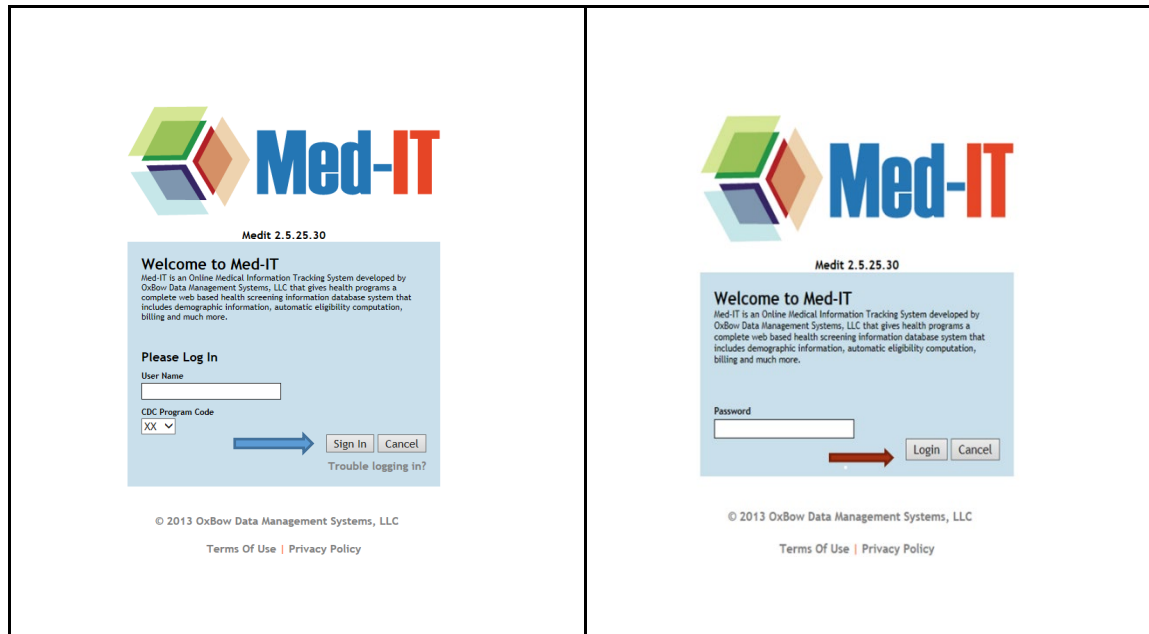 Med-IT
Medit 2.5.25.30
Welcome to Med-IT
Med-IT is an Online Medical Information Tracking System developed by
OxBow Data Management Systems, LLC that gives health programs a
complete web based health screening information database system that
includes demographic information, automatic eligibility computation,
billing and much more.
Please Log In
User Name
CDC Program Code
XX
Sign In Cancel
Trouble logging in?
© 2013 OxBow Data Management Systems, LLC
Terms Of Use | Privacy Policy
Med-IT
Medit 2.5.25.30
Welcome to Med-IT
Med-IT is an Online Medical Information Tracking System developed by
OxBow Data Management Systems, LLC that gives health programs a
complete web based health screening information database system that
includes demographic information, automatic eligibility computation,
billing and much more.
Password
Login Cancel
© 2013 OxBow Data Management Systems, LLC
Terms Of Use | Privacy Policy